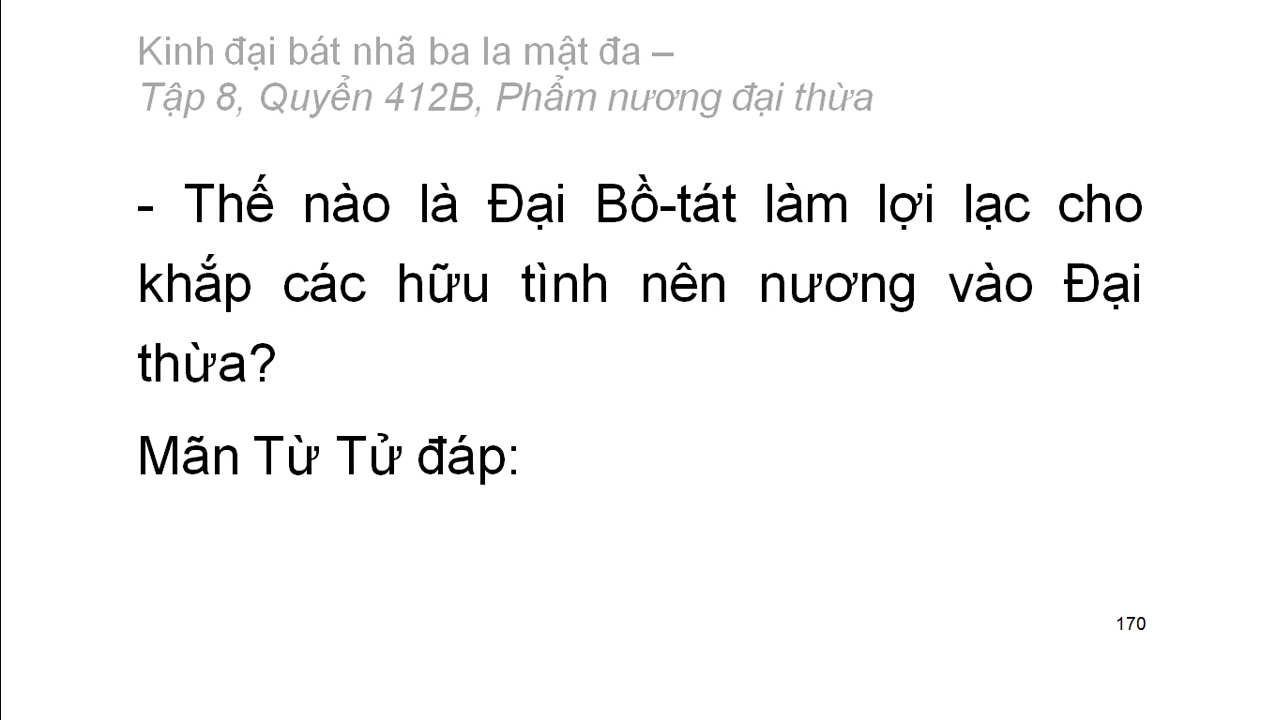 Kinh đại bát nhã ba la mật đa –
Tập 8, Quyển 412B, Phẩm nương đại thừa
- Thế nào là Đại Bồ-tát làm lợi lạc cho
khắp các hữu tình nên nương vào Đại
thừa?
Mãn Từ Tử đáp:
170